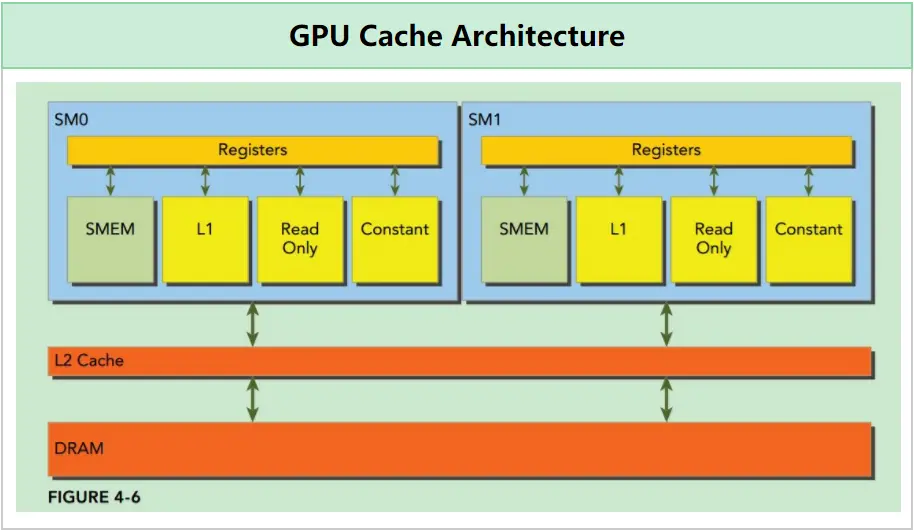 GPU Cache Architecture
SM0
Registers
SMEM
L1
Read
Only
Constant
SM1
Registers
SMEM
L1
Read
Only
Constant
L2 Cache
DRAM
FIGURE 4-6